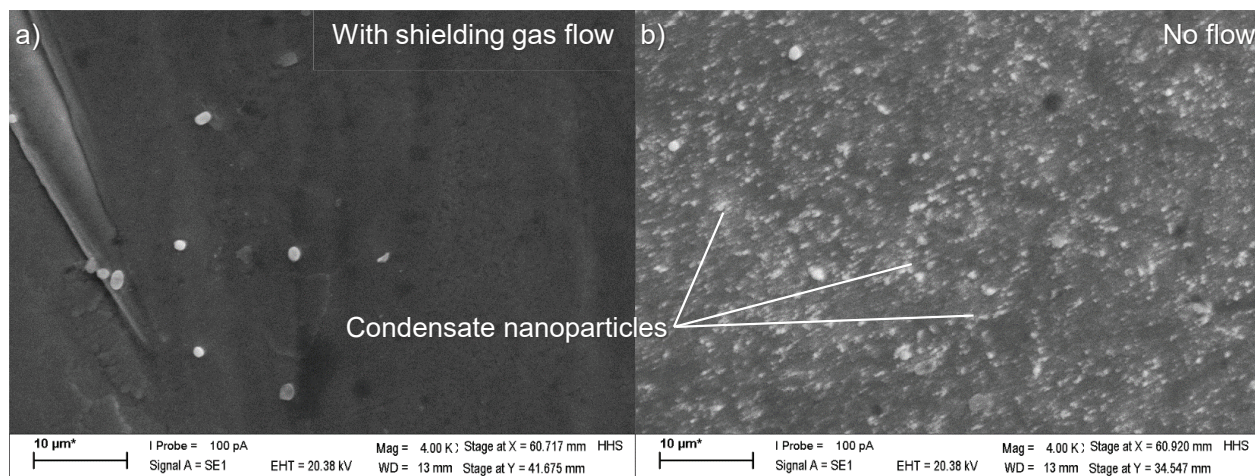 a)
With shielding gas flow
b)
No flow
Condensate nanoparticles
10 µm*
I Probe = 100 pA
Mag = 4.00 K
Stage at X = 60.717 mm
HHS
Signal A = SE1
EHT = 20.38 kV
WD = 13 mm
Stage at Y = 41.675 mm
10 µm*
I Probe = 100 pA
Mag = 4.00 K
Stage at X = 60.920 mm
HHS
Signal A = SE1
EHT = 20.38 kV
WD = 13 mm
Stage at Y = 34.547 mm